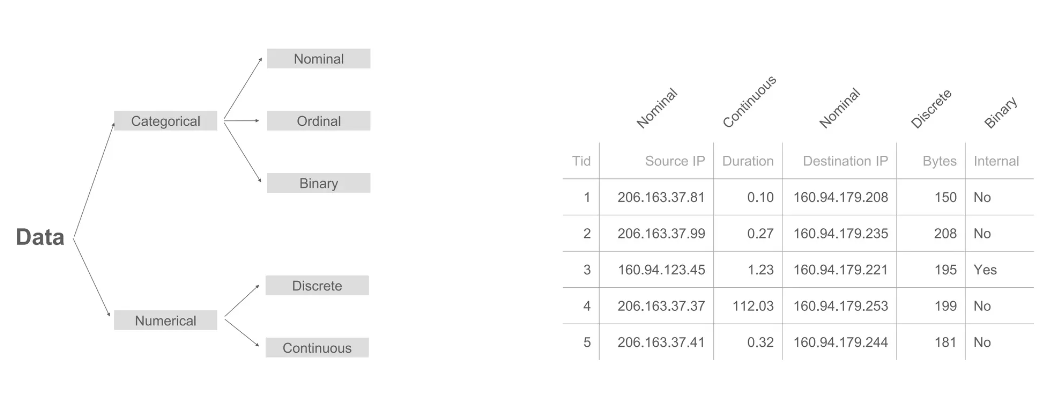 Data
Categorical
Nominal
Ordinal
Binary
Numerical
Discrete
Continuous
Nominal Continuous Nominal Discrete Binary
Tid Source IP Duration Destination IP Bytes Internal
1 206.163.37.81 0.10 160.94.179.208 150 No
2 206.163.37.99 0.27 160.94.179.235 208 No
3 160.94.123.45 1.23 160.94.179.221 195 Yes
4 206.163.37.37 112.03 160.94.179.253 199 No
5 206.163.37.41 0.32 160.94.179.244 181 No